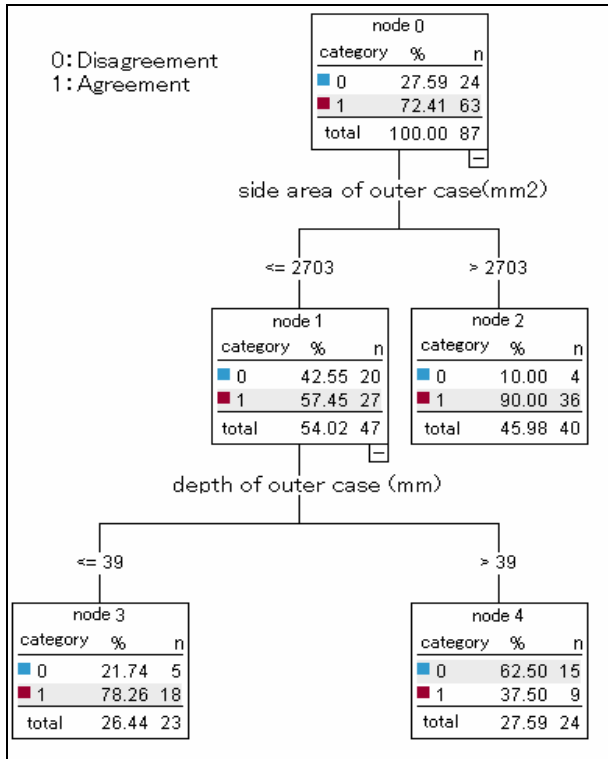 0: Disagreement
1: Agreement
node 0
category % n
0 27.59 24
1 72.41 63
total 100.00 87
side area of outer case(mm2)
<= 2703
> 2703
node 1
category % n
0 42.55 20
1 57.45 27
total 54.02 47
node 2
category % n
0 10.00 4
1 90.00 36
total 45.98 40
depth of outer case (mm)
<= 39
> 39
node 3
category % n
0 21.74 5
1 78.26 18
total 26.44 23
node 4
category % n
0 62.50 15
1 37.50 9
total 27.59 24